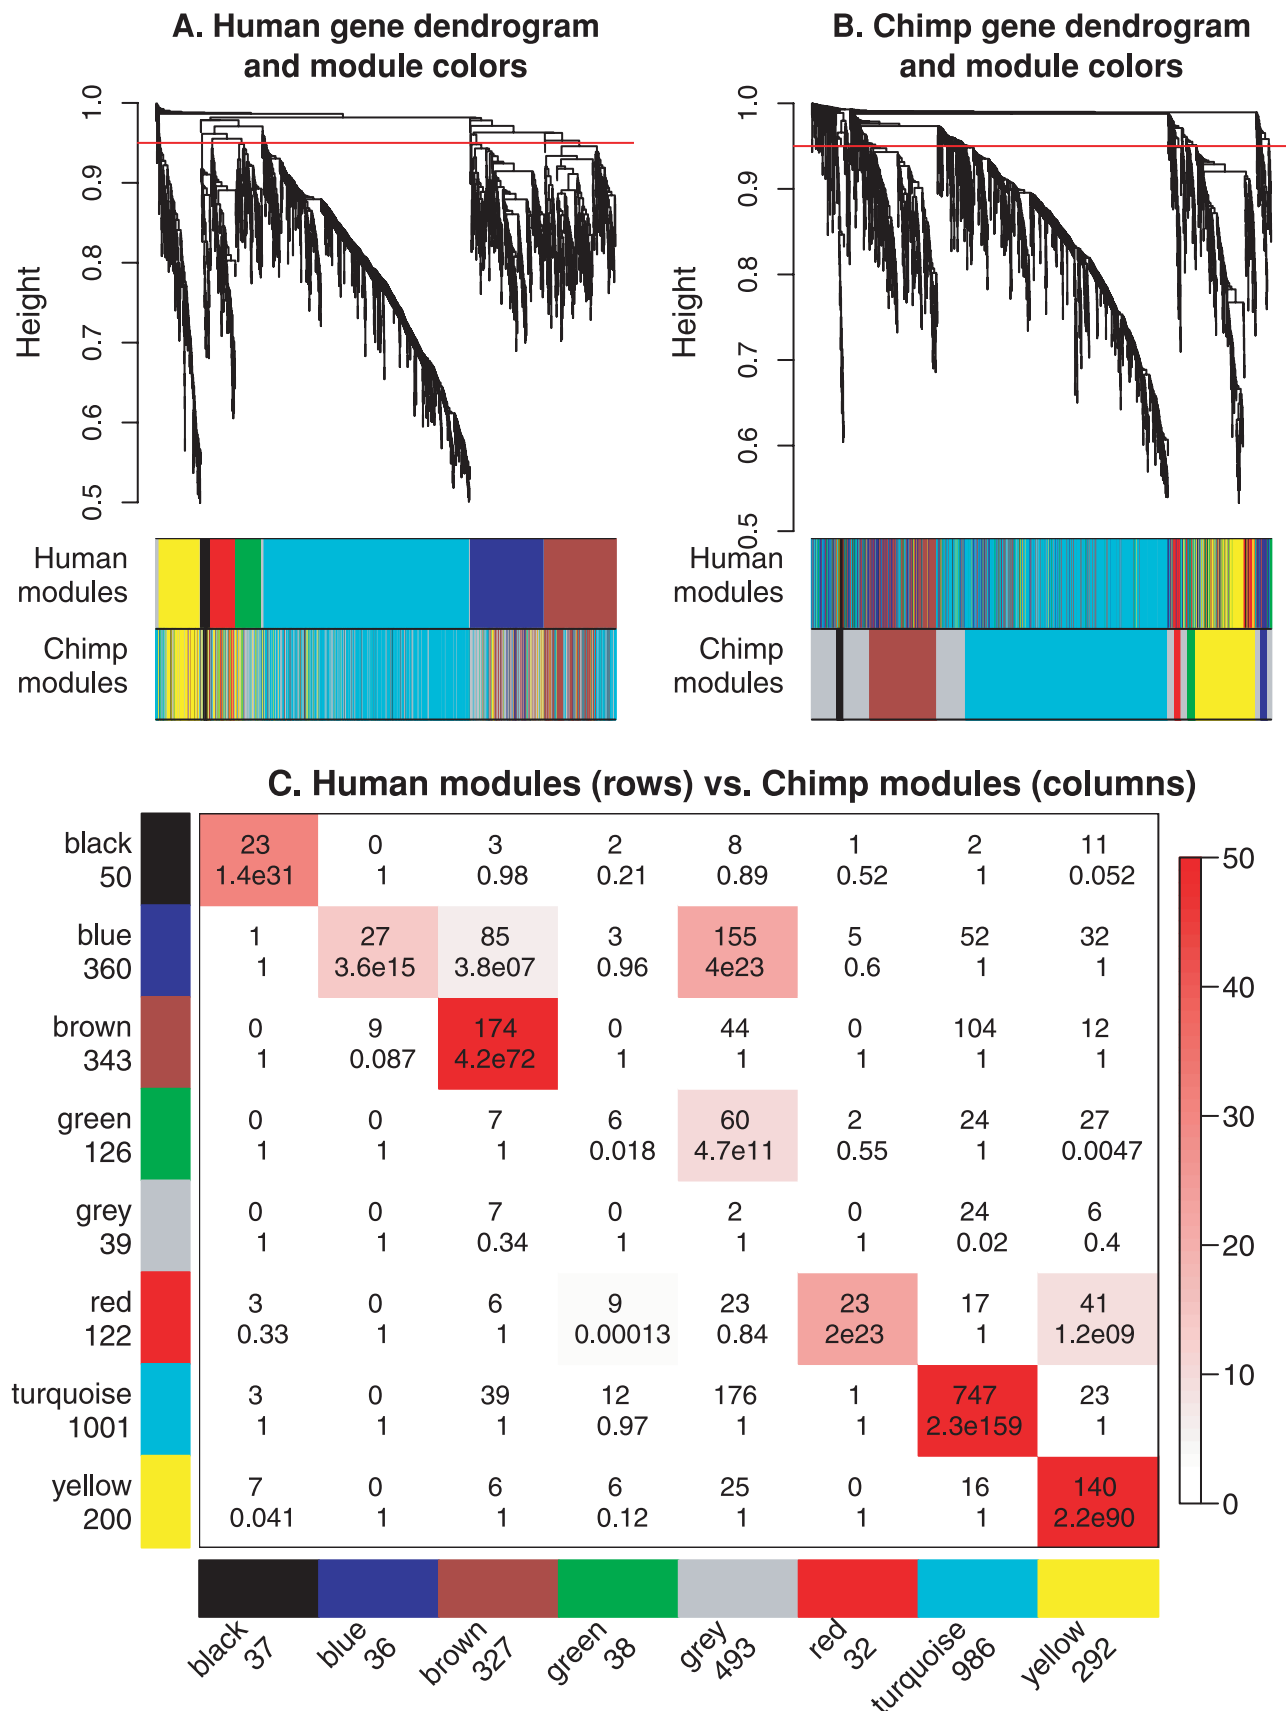 A. Human gene dendrogram
and module colors
B. Chimp gene dendrogram
and module colors
Height
1.0
0.9
0.8
0.7
0.6
0.5
Height
1.0
0.9
0.8
0.7
0.6
0.5
Human
modules
Chimp
modules
Human
modules
Chimp
modules
C. Human modules (rows) vs. Chimp modules (columns)
black 23 0 3 2 8 1 2 11
50 1.4e31 1 0.98 0.21 0.89 0.52 1 0.052
blue 1 27 85 3 155 5 52 32
360 1 3.6e15 3.8e07 0.96 4e23 0.6 1 1
brown 0 9 174 0 44 0 104 12
343 1 0.087 4.2e72 1 1 1 1 1
green 0 0 7 6 60 2 24 27
126 1 1 1 0.018 4.7e11 0.55 1 0.0047
grey 0 0 7 0 2 0 24 6
39 1 1 0.34 1 1 1 0.02 0.4
red 3 0 6 9 23 23 17 41
122 0.33 1 1 0.00013 0.84 2e23 1 1.2e09
turquoise 3 0 39 12 176 1 747 23
1001 1 1 1 0.97 1 1 2.3e159 1
yellow 7 0 6 6 25 0 16 140
200 0.041 1 1 0.12 1 1 1 2.2e90
50
40
30
20
10
0
black
37
blue
36
brown
327
green
38
grey
493
red
32
turquoise
986
yellow
292